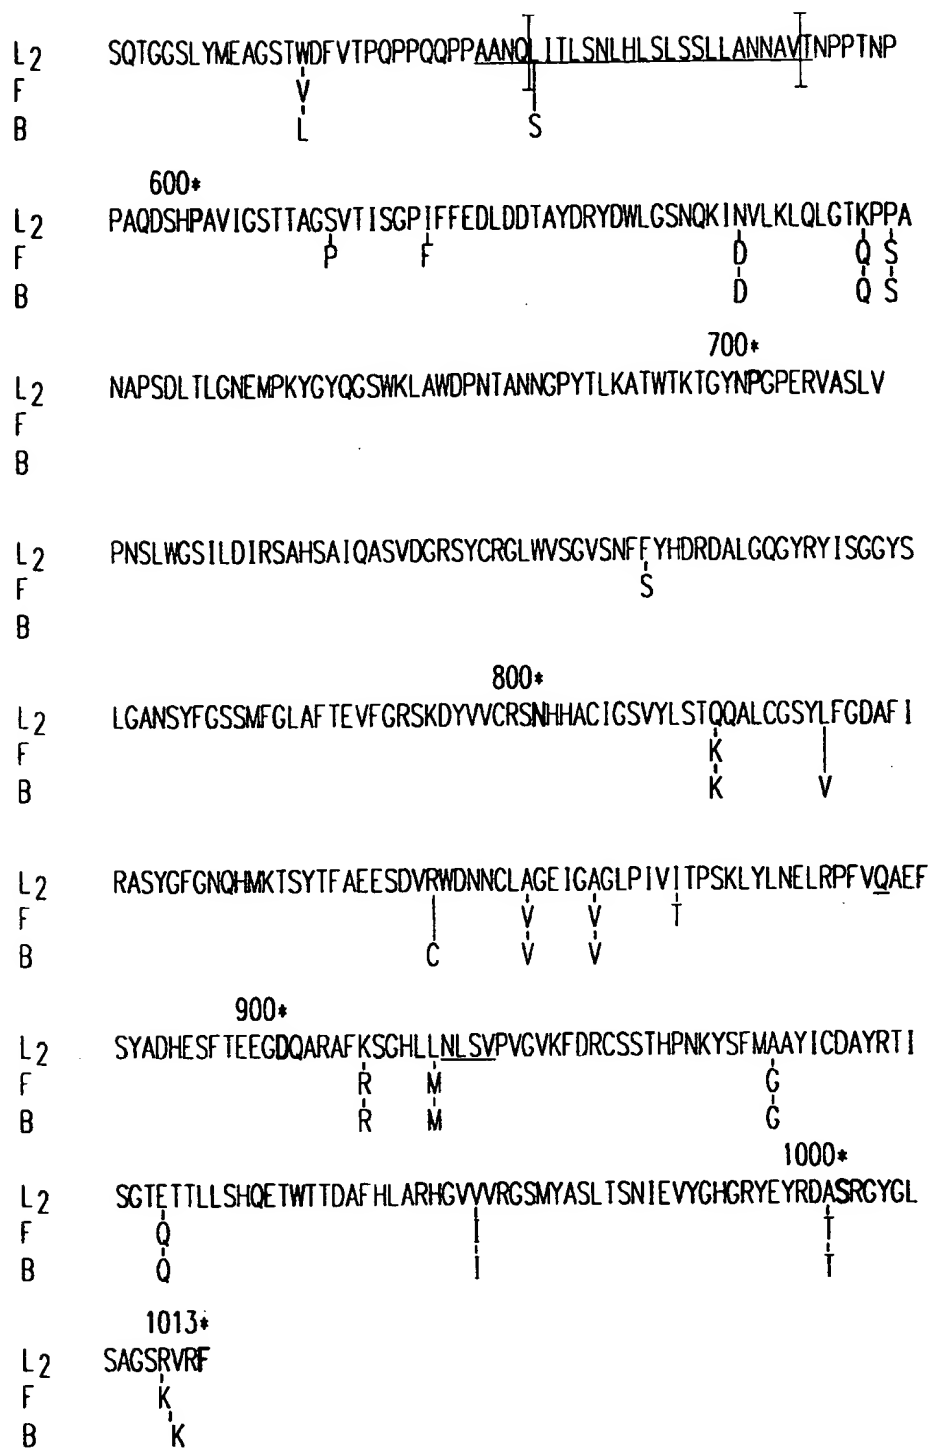 L2 SQTGGSLYMEAGSTWDFVTPQPPQQPPAANQLITLSNLHLSLSSLLANNAVTNPPTNP
F V
B L S
600*
L2 PAQDSHPAVIGSTTAGSVTISGPIFFEDLDDTAYDRYDWLGSNQKINVLKLQLGTKPPA
F P F D Q S
B D Q S
700*
L2 NAPSDLTLGNEMPKYGYQGSWKLAWDPNTANNGPYTLKATWTKTGYNPGPERVASLV
F
B
L2 PNSLWGSILDIRSAHSAIQASVDGRSYCRGLWVSGVSNFFYHDRDALGQGYRYISGGYS
F S
B
800*
L2 LGANSYFGSSMFGLAFTEVFGRSKDYVVCRSNHHACIGSVYLSTQQALCGSYLFGDAFI
F K
B K V
L2 RASYGFGNQHMKTSYTFAEESDVRWDNNCLAGEIGAGLPIVITPSKLYLNELRPFVQAEF
F V V T
B C V V
900*
L2 SYADHESFTEEGDQARAFKSGHLLNLSVPVGVKFDRCSSTHPNKYSFMAAYICDAYRTI
F R M G
B R M G
1000*
L2 SGTETTLLSHQETWTTDAFHLARHGVVVRGSMYASLTSNIEVYGHGRYEYRDASRGYGL
F Q I T
B Q I T
1013*
L2 SAGSRVRF
F K
B K